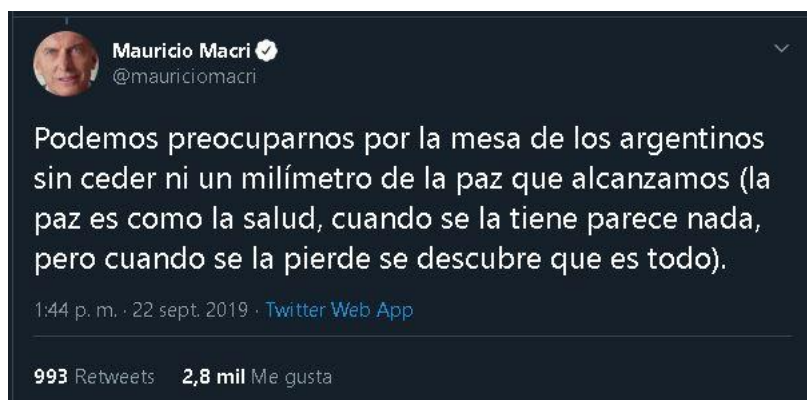 Mauricio Macri
@mauriciomacri
Podemos preocuparnos por la mesa de los argentinos
sin ceder ni un milímetro de la paz que alcanzamos (la
paz es como la salud, cuando se la tiene parece nada,
pero cuando se la pierde se descubre que es todo).
1:44 p. m. · 22 sept. 2019 · Twitter Web App
993 Retweets 2,8 mil Me gusta